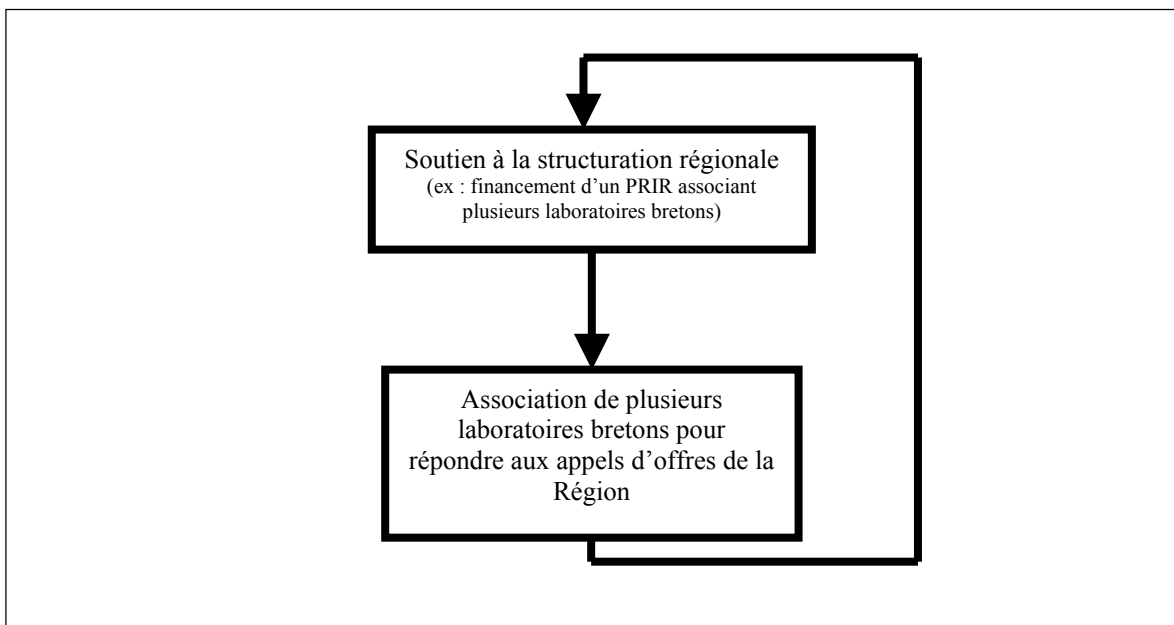 Soutien à la structuration régionale
(ex : financement d’un PRIR associant
plusieurs laboratoires bretons)
Association de plusieurs
laboratoires bretons pour
répondre aux appels d’offres de la
Région